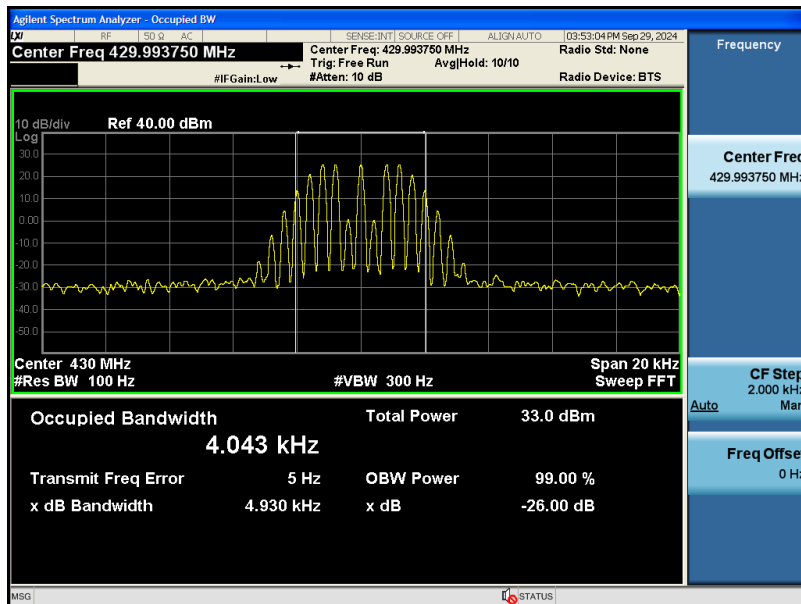 Agilent Spectrum Analyzer - Occupied BW
LXI RF 50 Ω AC SENSE:INT SOURCE OFF ALIGN AUTO 03:53:04 PM Sep 29, 2024
Center Freq 429.993750 MHz
Center Freq: 429.993750 MHz Radio Std: None
Trig: Free Run Avg|Hold: 10/10
#IFGain:Low #Atten: 10 dB Radio Device: BTS
10 dB/div Ref 40.00 dBm
Log
30.0
20.0
10.0
0.00
-10.0
-20.0
-30.0
-40.0
-50.0
Center 430 MHz Span 20 kHz
#Res BW 100 Hz #VBW 300 Hz Sweep FFT
Occupied Bandwidth Total Power 33.0 dBm
4.043 kHz
Transmit Freq Error 5 Hz OBW Power 99.00 %
x dB Bandwidth 4.930 kHz x dB -26.00 dB
MSG STATUS
Frequency
Center Freq
429.993750 MHz
CF Step
2.000 kHz
Auto Man
Freq Offset
0 Hz